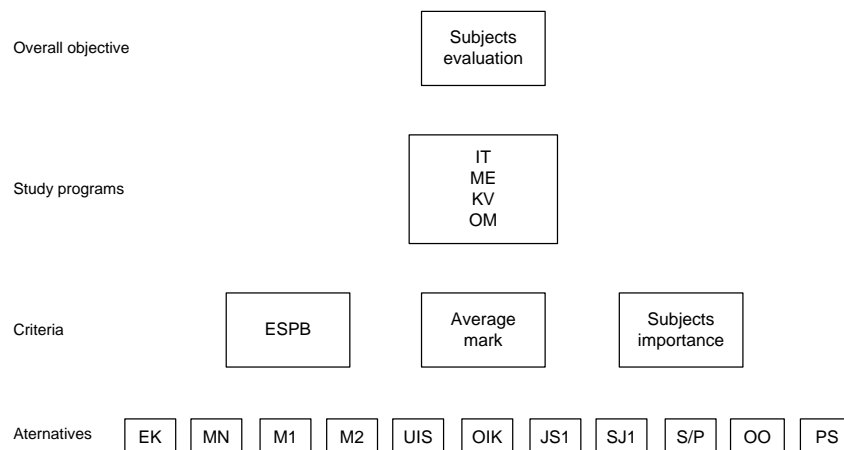 Overall objective
Subjects
evaluation
Study programs
IT
ME
KV
OM
Criteria
ESPB
Average
mark
Subjects
importance
Aternatives
EK
MN
M1
M2
UIS
OIK
JS1
SJ1
S/P
OO
PS